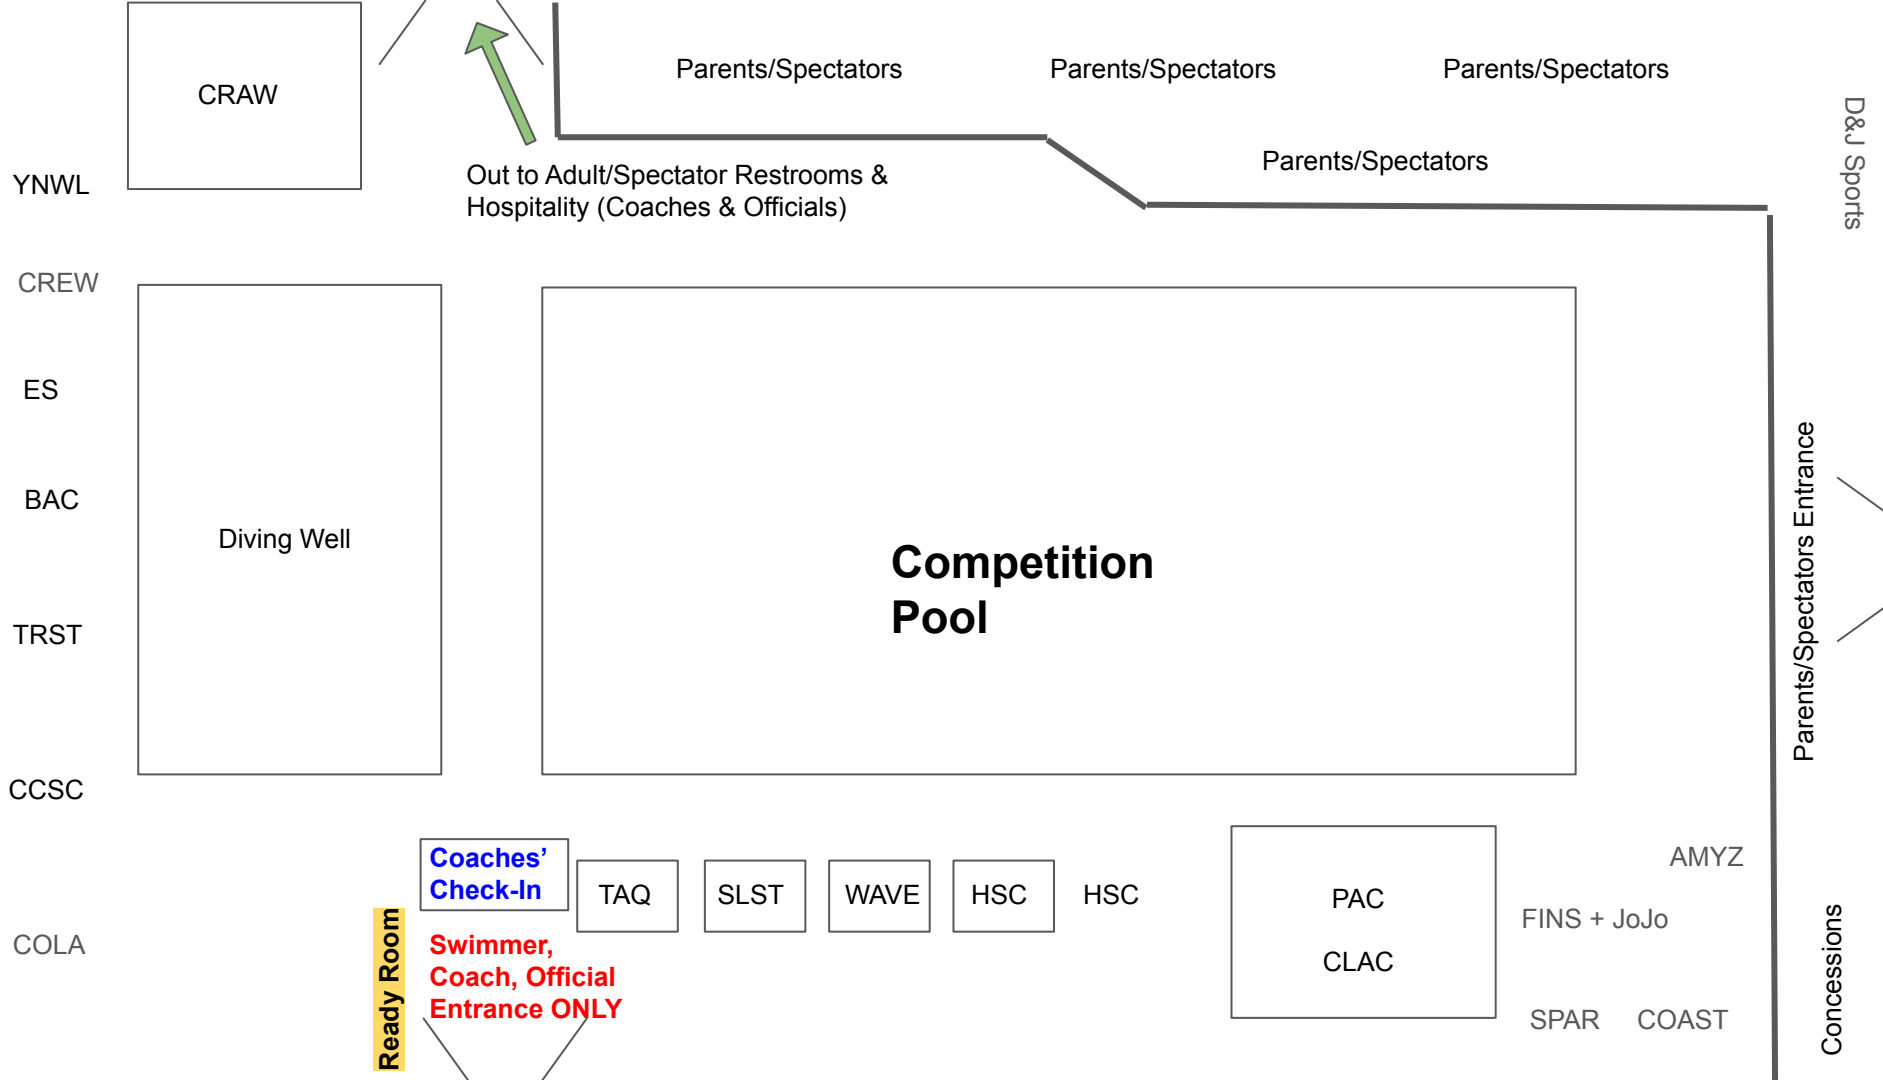 CRAW
Parents/Spectators
Parents/Spectators
Parents/Spectators
D&J Sports
Parents/Spectators
YNWL
Out to Adult/Spectator Restrooms &
Hospitality (Coaches & Officials)
CREW
ES
BAC
Diving Well
Competition
Pool
TRST
Parents/Spectators Entrance
CCSC
Coaches’
Check-In
TAQ
SLST
WAVE
HSC
HSC
PAC
CLAC
AMYZ
FINS + JoJo
COLA
Ready Room
Swimmer,
Coach, Official
Entrance ONLY
SPAR
COAST
Concessions